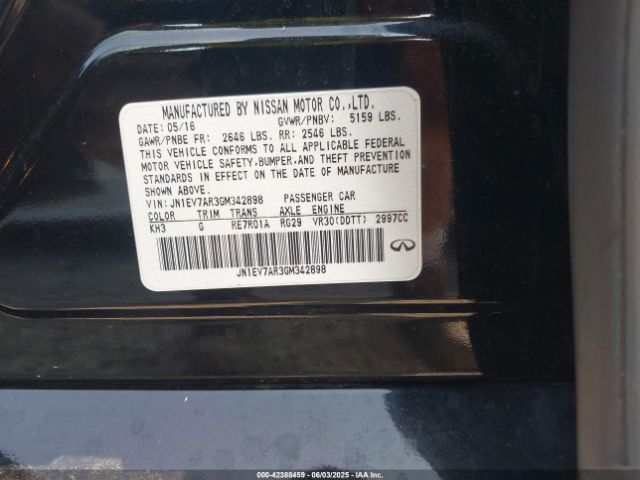 MANUFACTURED BY NISSAN MOTOR CO.,LTD.
DATE: 05/16 GVWR/PNBV: 5159 LBS.
GAWR/PNBE FR: 2646 LBS. RR: 2546 LBS.
THIS VEHICLE CONFORMS TO ALL APPLICABLE FEDERAL
MOTOR VEHICLE SAFETY,BUMPER,AND THEFT PREVENTION
STANDARDS IN EFFECT ON THE DATE OF MANUFACTURE
SHOWN ABOVE.
VIN: JN1EV7AR3GM342898 PASSENGER CAR
COLOR TRIM TRANS AXLE ENGINE
KH3 G RE7R01A RG29 VR30(DDTT) 2997CC
JN1EV7AR3GM342898
000-42388459 - 06/03/2025 - IAAI.COM